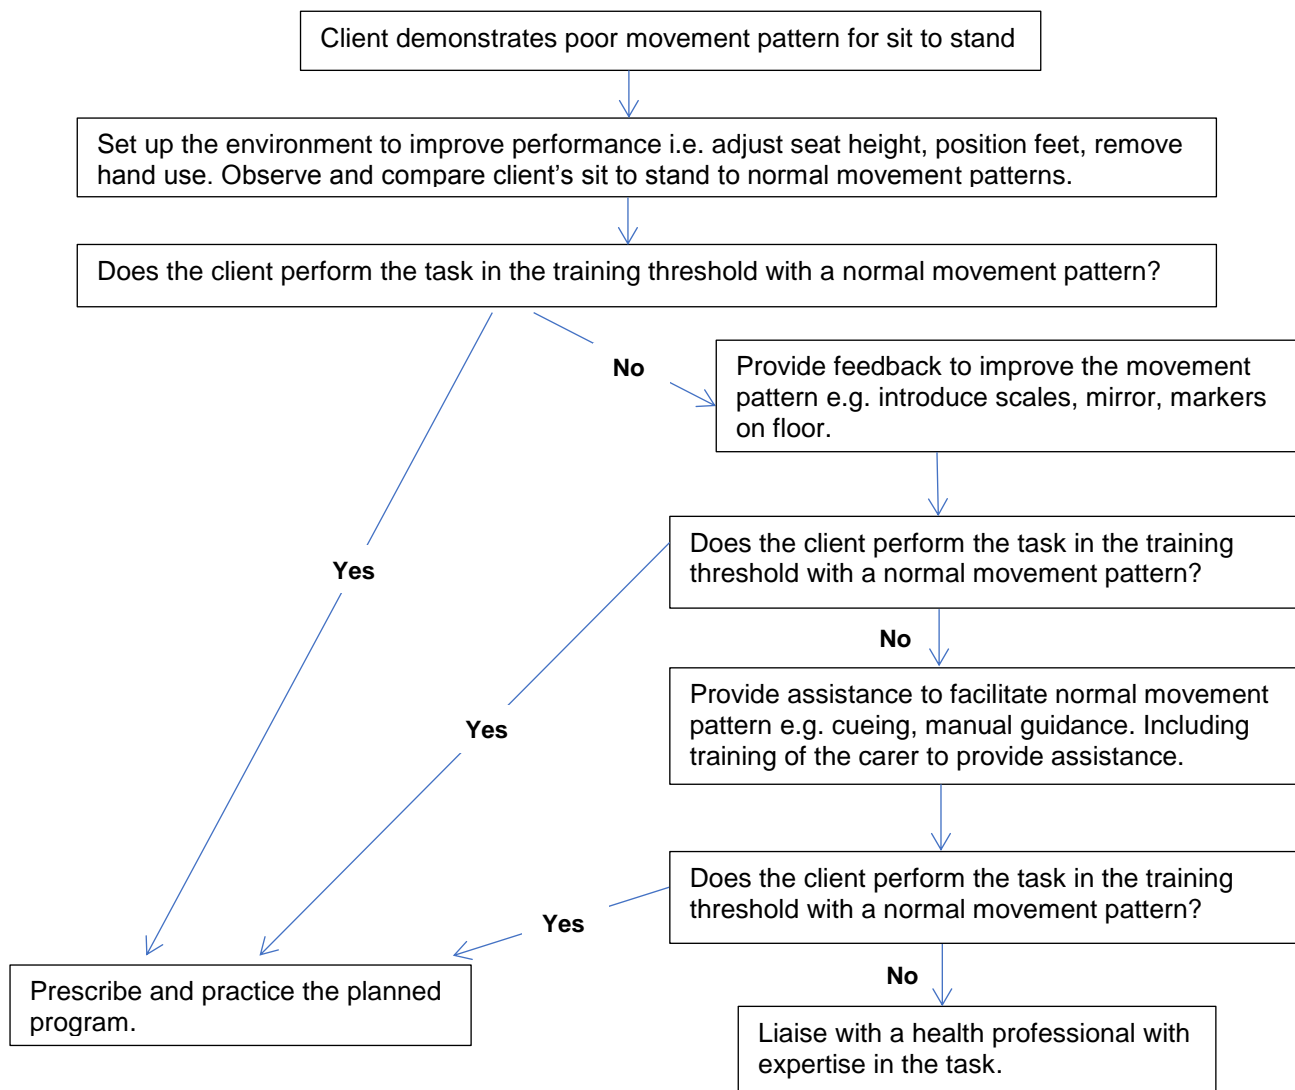 Client demonstrates poor movement pattern for sit to stand
Set up the environment to improve performance i.e. adjust seat height, position feet, remove
hand use. Observe and compare client's sit to stand to normal movement patterns.
Does the client perform the task in the training threshold with a normal movement pattern?
No
Provide feedback to improve the movement
pattern e.g. introduce scales, mirror, markers
on floor.
Yes
Does the client perform the task in the training
threshold with a normal movement pattern?
No
Provide assistance to facilitate normal movement
pattern e.g. cueing, manual guidance. Including
training of the carer to provide assistance.
Yes
Does the client perform the task in the training
threshold with a normal movement pattern?
Yes
No
Prescribe and practice the planned
program.
Liaise with a health professional with
expertise in the task.